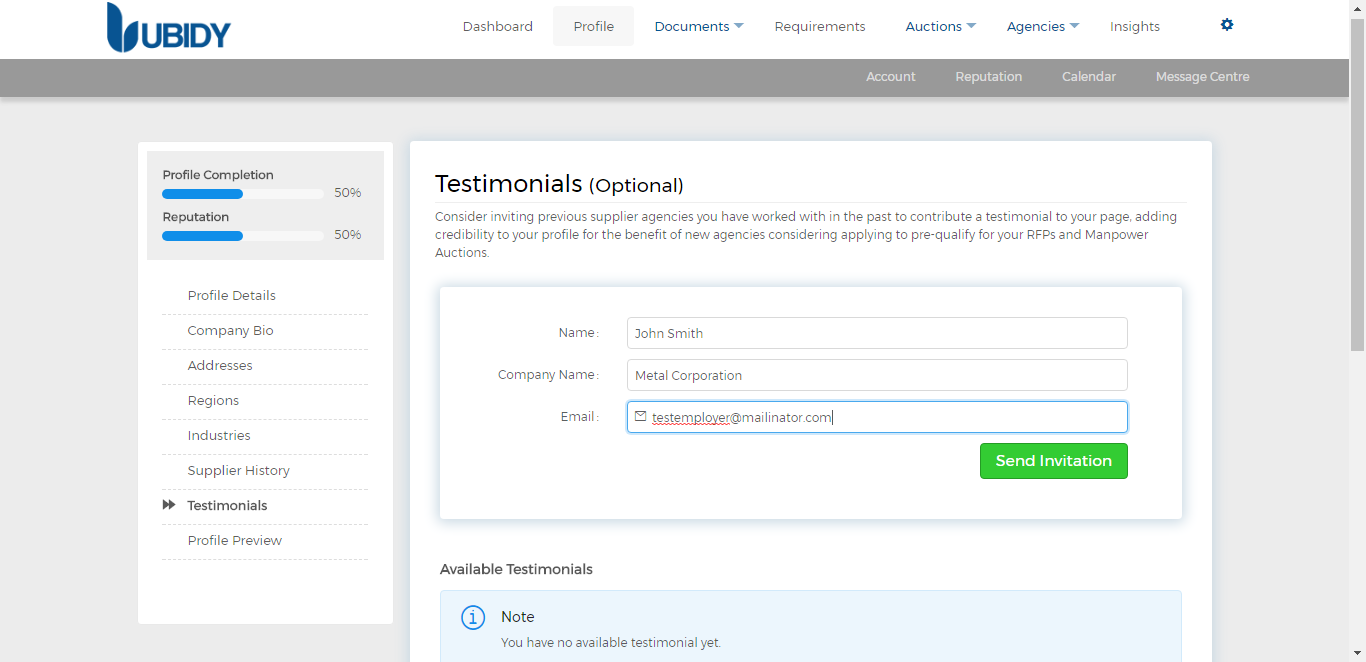 UBIDY
Dashboard Profile Documents Requirements Auctions Agencies Insights
Account Reputation Calendar Message Centre
Profile Completion
50%
Reputation
50%
Profile Details
Company Bio
Addresses
Regions
Industries
Supplier History
Testimonials
Profile Preview
Testimonials (Optional)
Consider inviting previous supplier agencies you have worked with in the past to contribute a testimonial to your page, adding
credibility to your profile for the benefit of new agencies considering applying to pre-qualify for your RFPs and Manpower
Auctions.
Name: John Smith
Company Name: Metal Corporation
Email: testemployer@mailinator.com
Send Invitation
Available Testimonials
Note
You have no available testimonial yet.